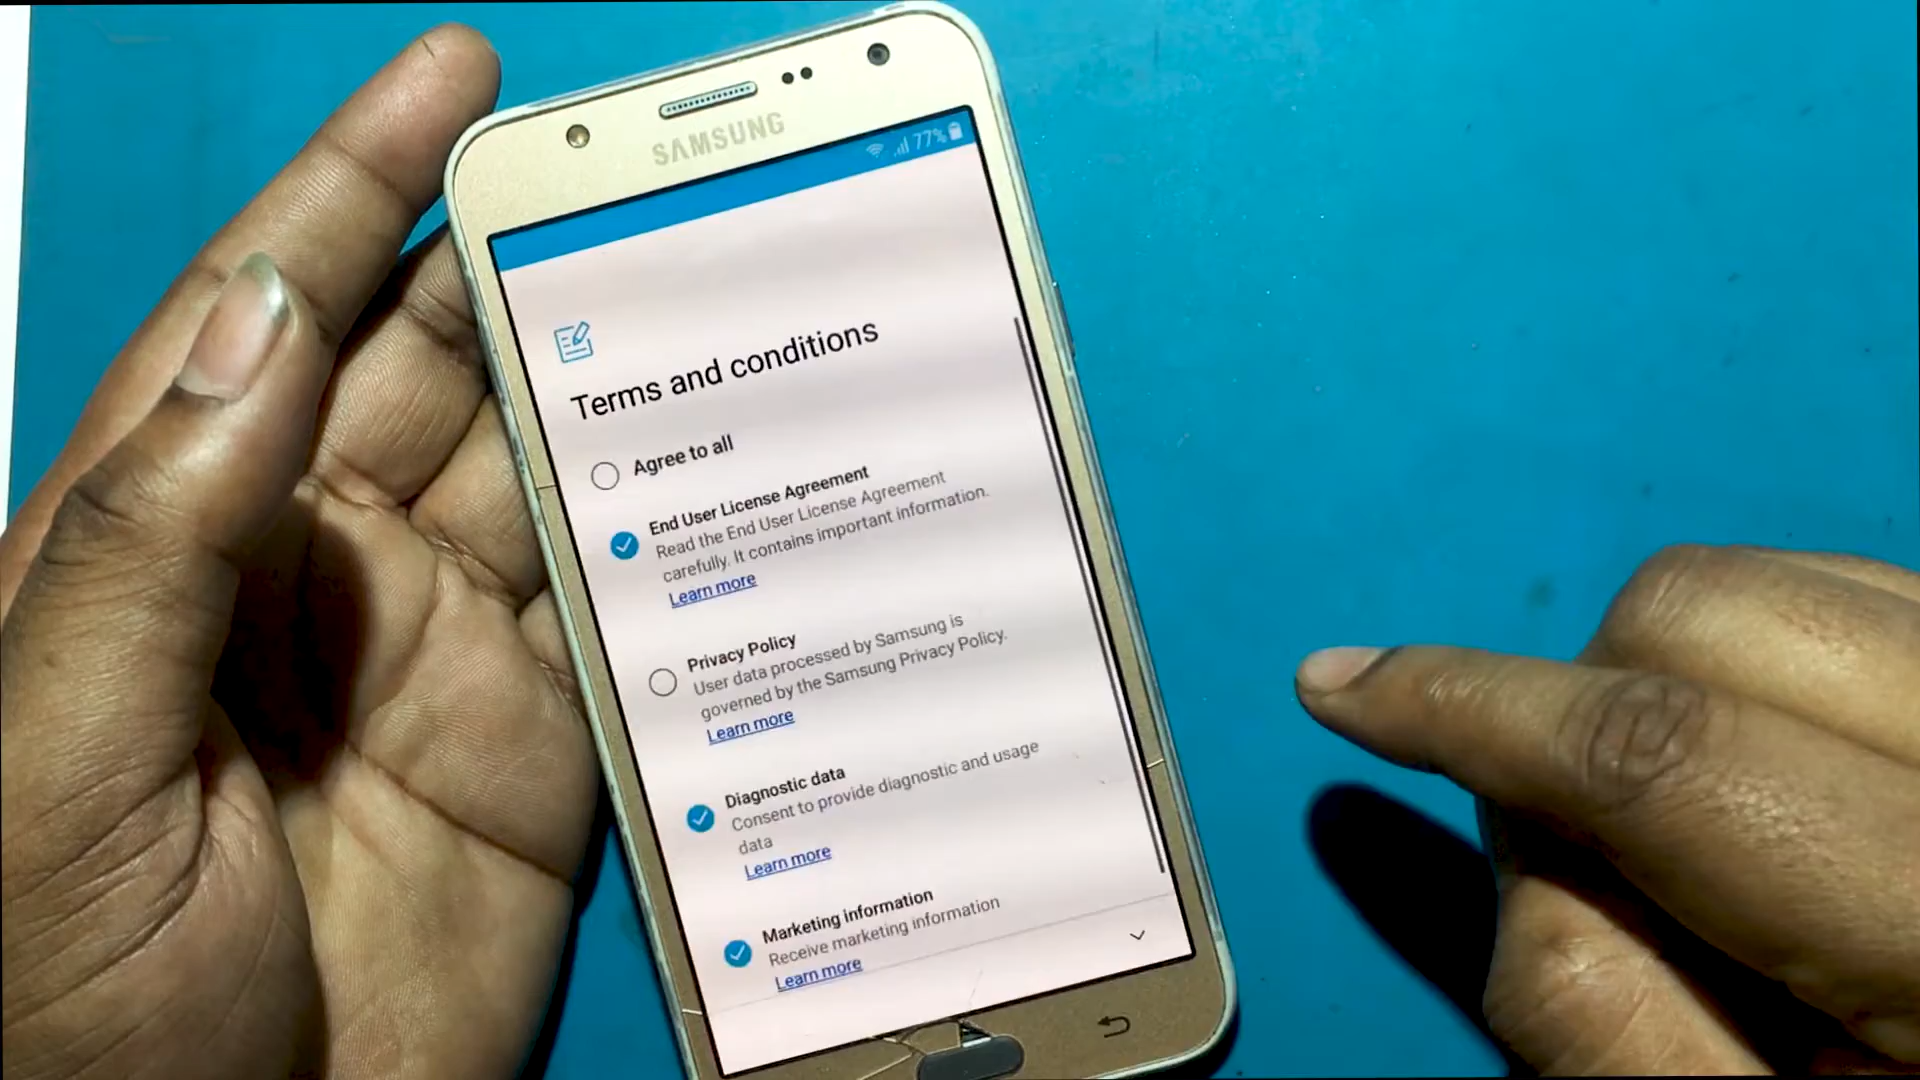 SAMSUNG
77%
Terms and conditions
Agree to all
End User License Agreement
Read the End User License Agreement
carefully. It contains important information.
Learn more
Privacy Policy
User data processed by Samsung is
governed by the Samsung Privacy Policy.
Learn more
Diagnostic data
Consent to provide diagnostic and usage
data
Learn more
Marketing information
Receive marketing information
Learn more